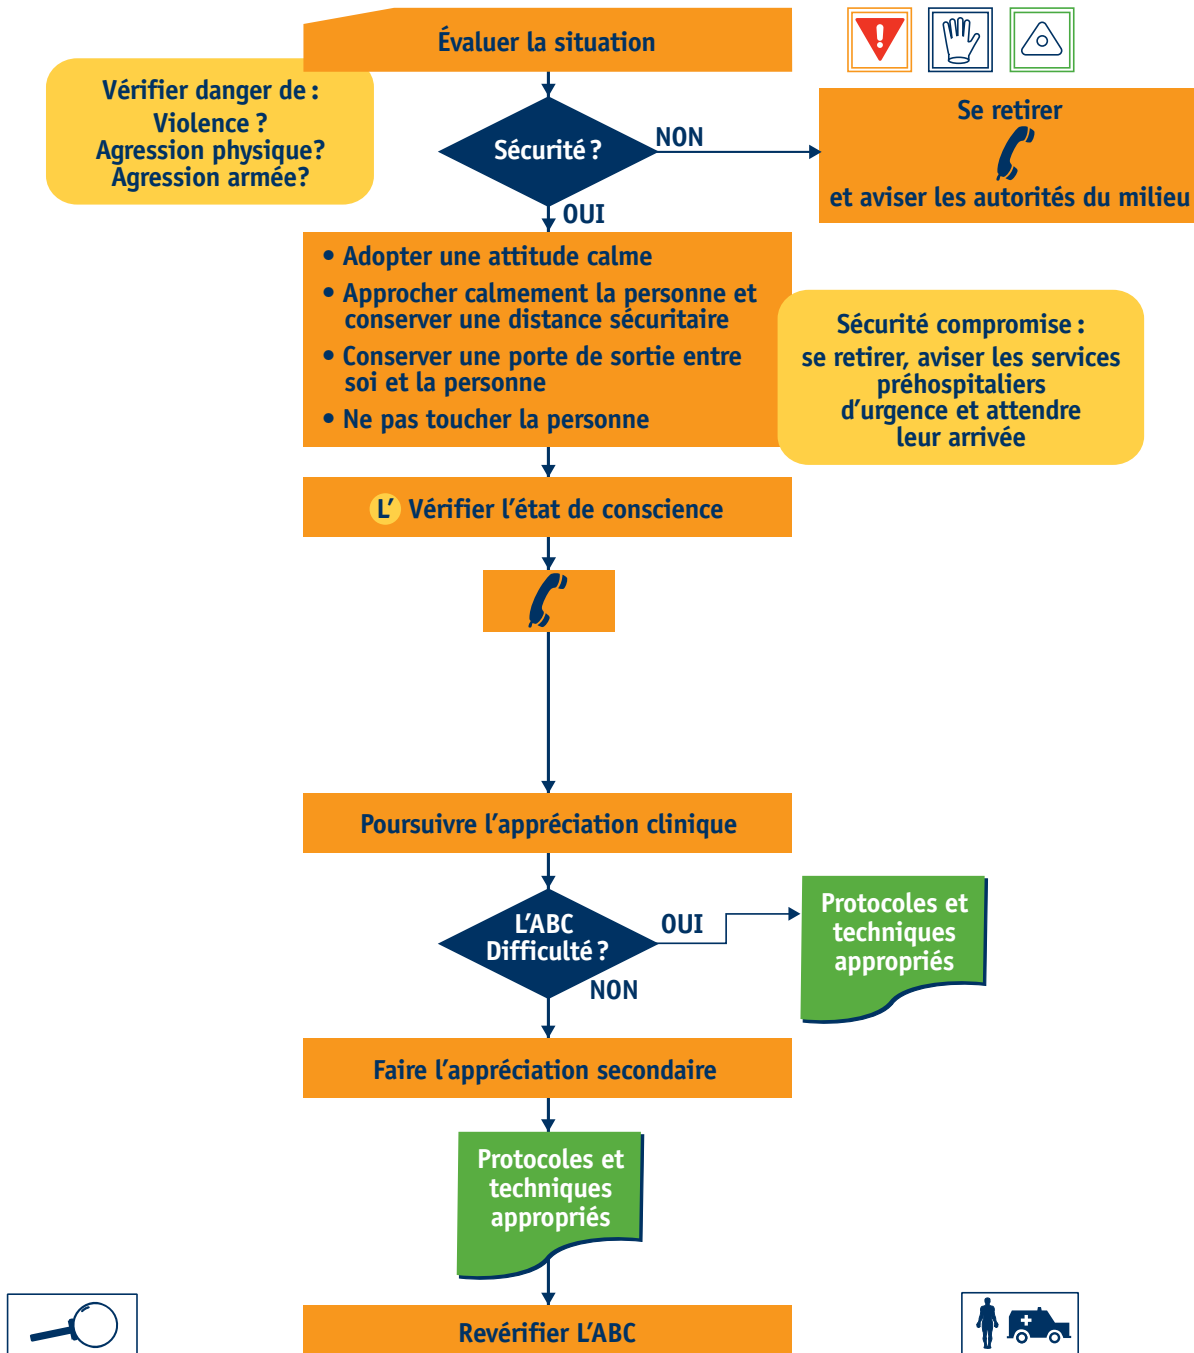 Évaluer la situation
Vérifier danger de :
Violence ?
Agression physique?
Agression armée?
Sécurité ?
NON
Se retirer
et aviser les autorités du milieu
OUI
• Adopter une attitude calme
• Approcher calmement la personne et
conserver une distance sécuritaire
• Conserver une porte de sortie entre
soi et la personne
• Ne pas toucher la personne
Sécurité compromise :
se retirer, aviser les services
préhospitaliers
d’urgence et attendre
leur arrivée
L’ Vérifier l’état de conscience
Poursuivre l’appréciation clinique
L’ABC
Difficulté ?
OUI
Protocoles et
techniques
appropriés
NON
Faire l’appréciation secondaire
Protocoles et
techniques
appropriés
Revérifier L’ABC